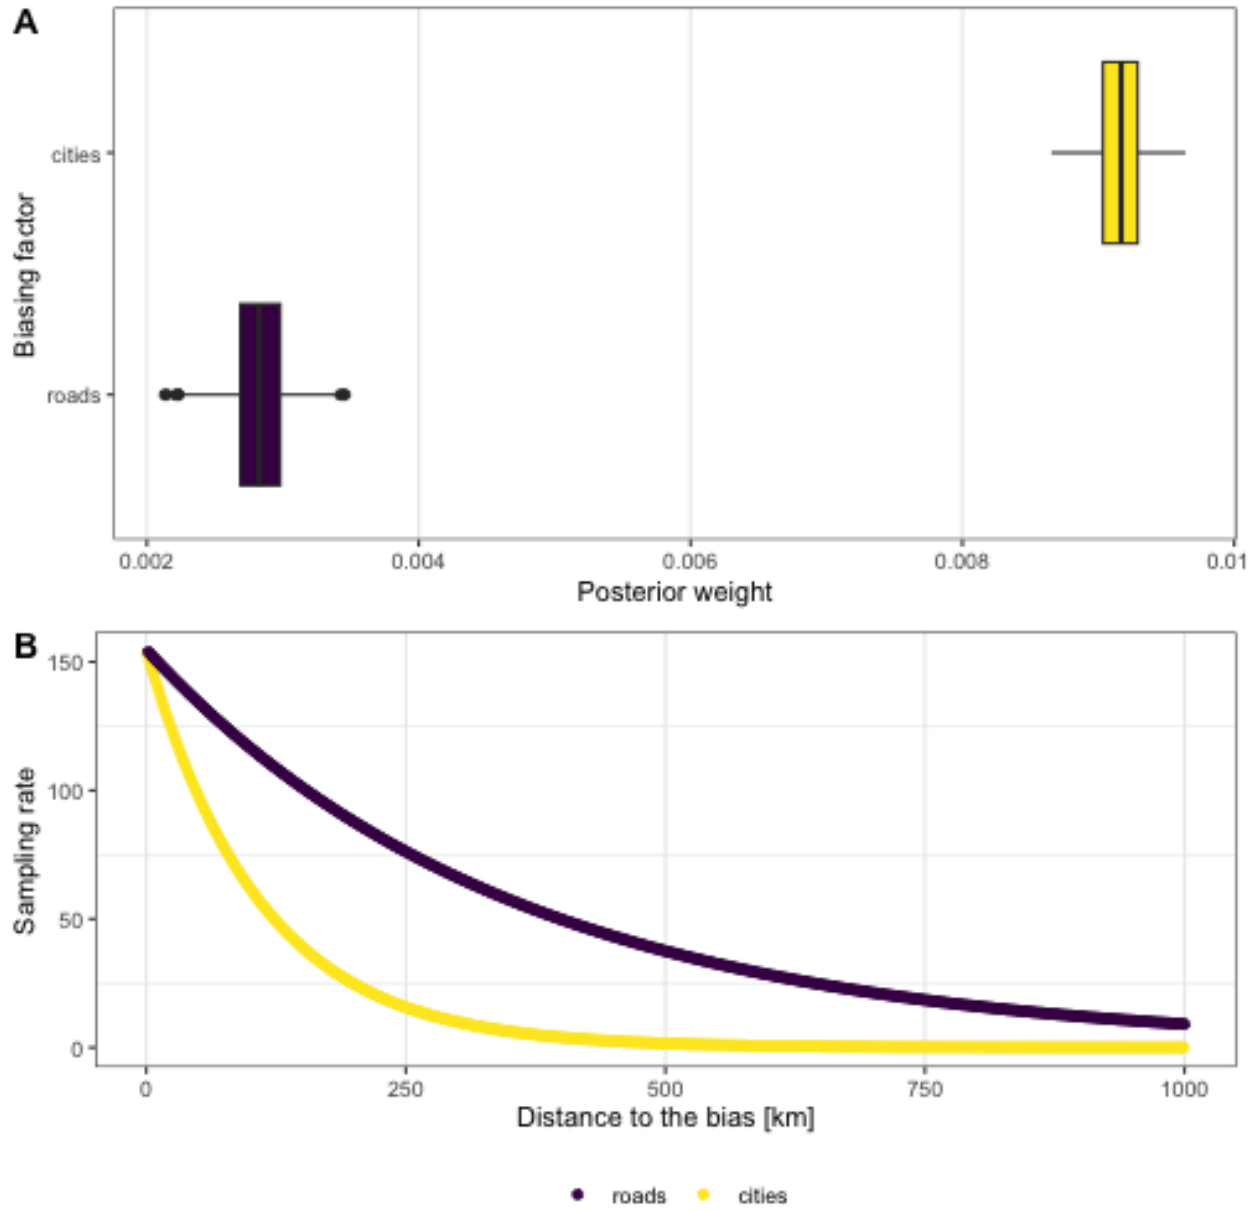 A
cities
Biasing factor
roads
0.002 0.004 0.006 0.008 0.01
Posterior weight
B
150
100
Sampling rate
50
0
0 250 500 750 1000
Distance to the bias [km]
roads cities